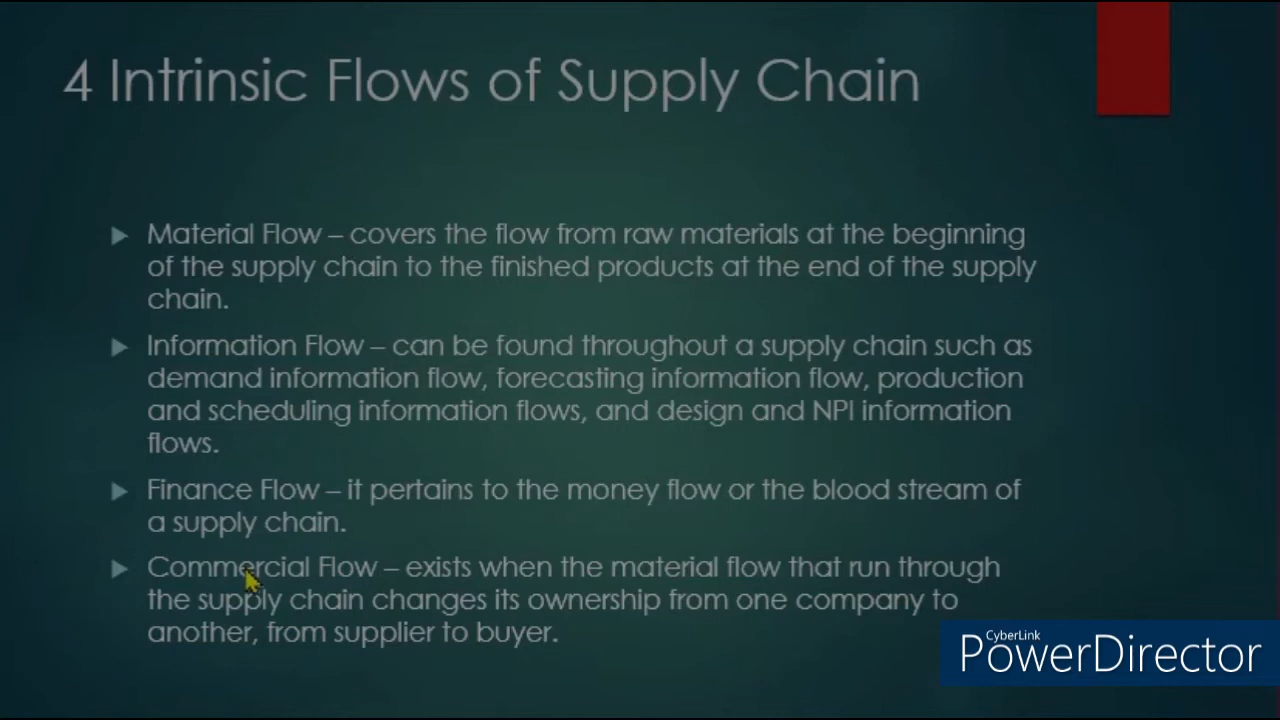 4 Intrinsic Flows of Supply Chain
Material Flow – covers the flow from raw materials at the beginning
of the supply chain to the finished products at the end of the supply
chain.
Information Flow – can be found throughout a supply chain such as
demand information flow, forecasting information flow, production
and scheduling information flows, and design and NPI information
flows.
Finance Flow – it pertains to the money flow or the blood stream of
a supply chain.
Commercial Flow – exists when the material flow that run through
the supply chain changes its ownership from one company to
another, from supplier to buyer.
CyberLink
PowerDirector